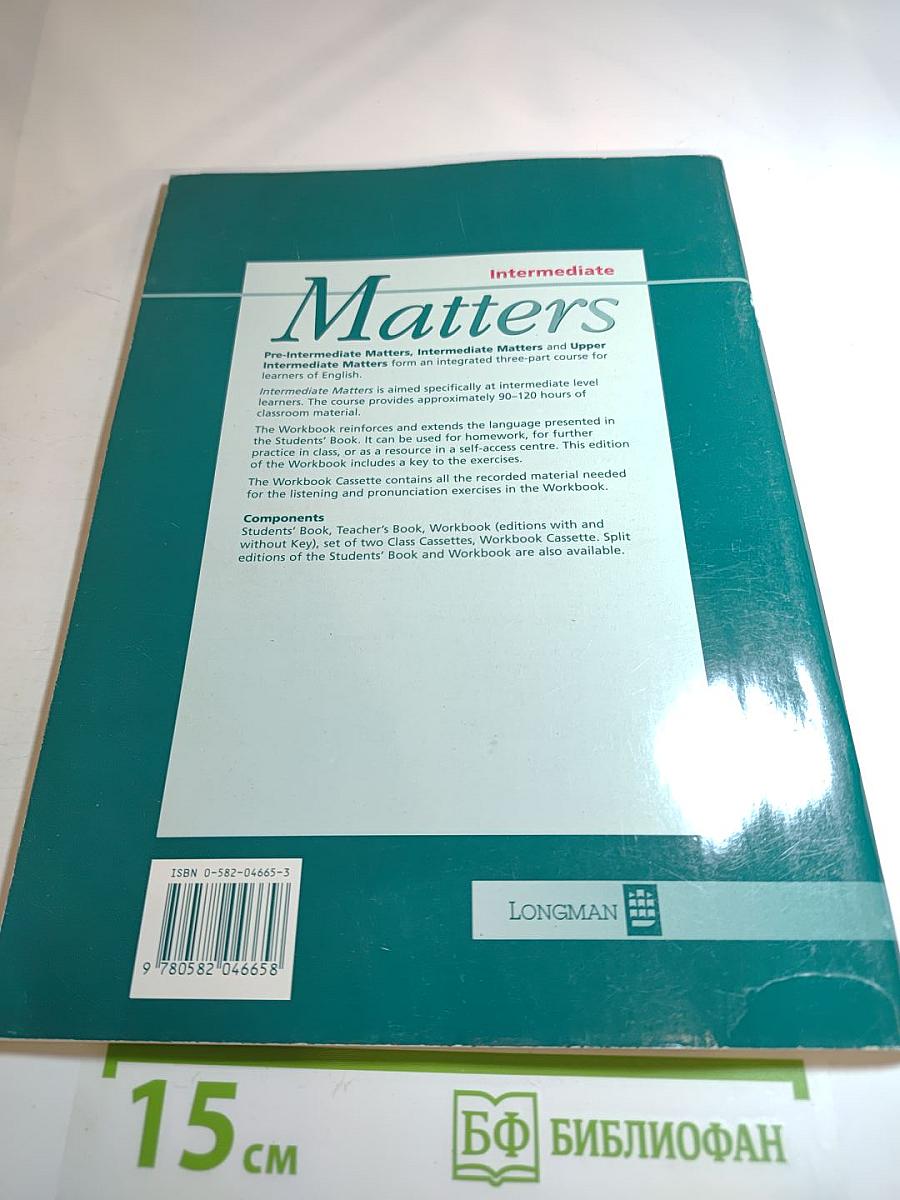 Intermediate
Matters
Pre-Intermediate Matters, Intermediate Matters and Upper
Intermediate Matters form an integrated three-part course for
learners of English.
Intermediate Matters is aimed specifically at intermediate level
learners. The course provides approximately 90–120 hours of
classroom material.
The Workbook reinforces and extends the language presented in
the Students' Book. It can be used for homework, for further
practice in class, or as a resource in a self-access centre. This edition
of the Workbook includes a key to the exercises.
The Workbook Cassette contains all the recorded material needed
for the listening and pronunciation exercises in the Workbook.
Components
Students' Book, Teacher's Book, Workbook (editions with and
without Key), set of two Class Cassettes, Workbook Cassette. Split
editions of the Students' Book and Workbook are also available.
ISBN 0-582-04665-3
9 780582 046658
LONGMAN
15 см
БФ БИБЛИОФАН